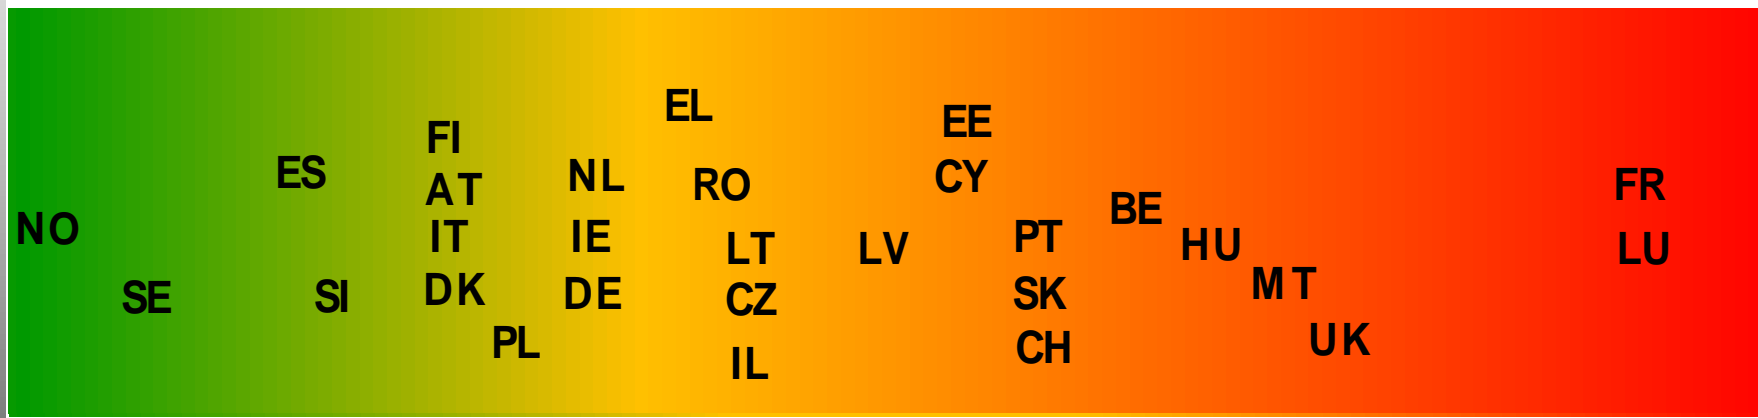 EL
EE
FI
ES
NL
CY
AT
RO
FR
BE
NO
IT
IE
PT
HU
LT
LV
LU
MT
DK
DE
SK
SE
SI
CZ
UK
PL
CH
IL